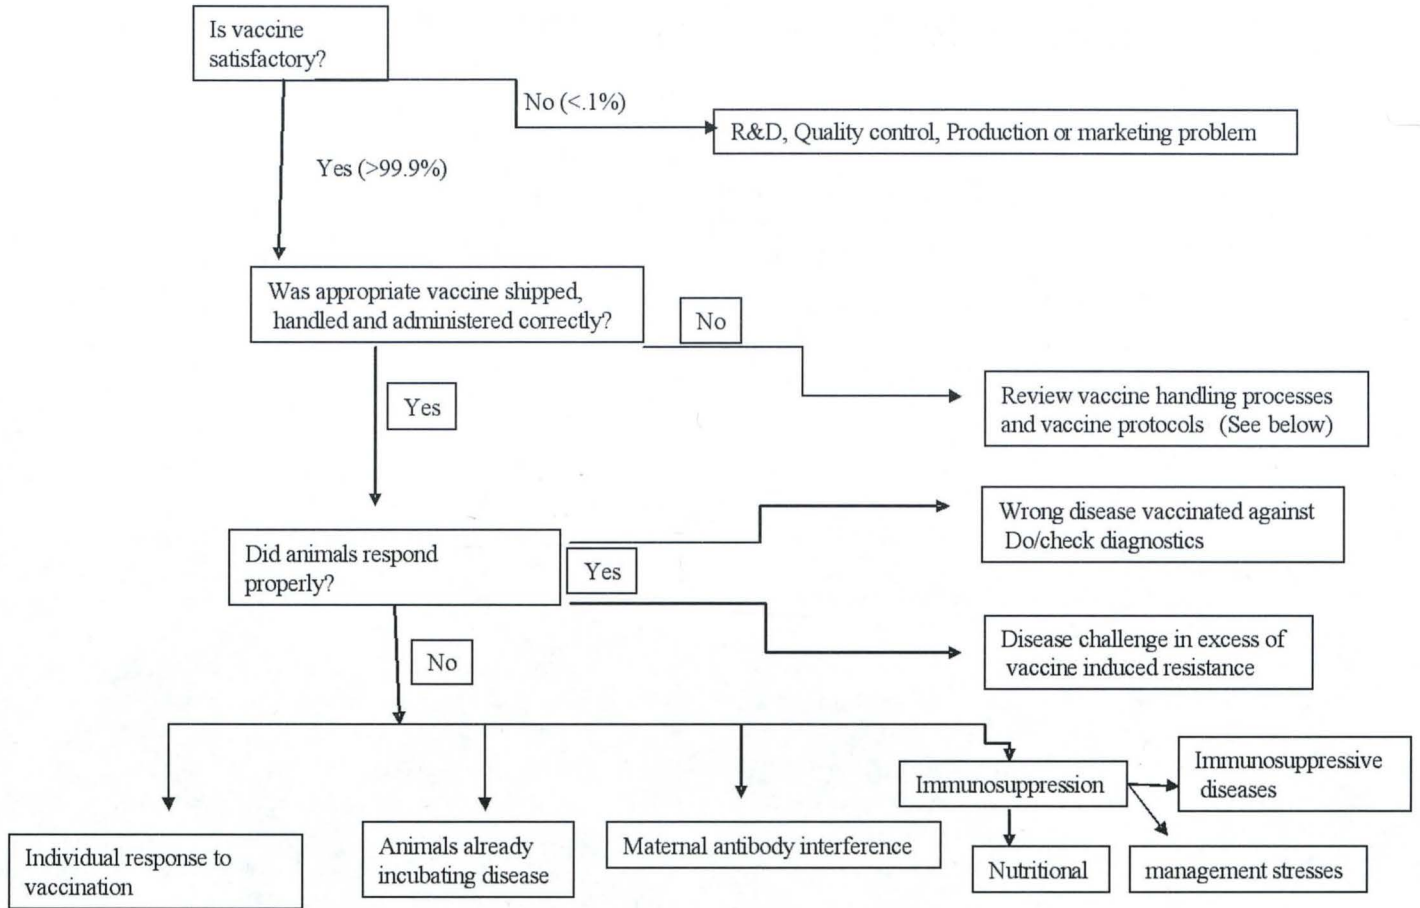 Is vaccine
satisfactory?
No (<.1%)
R&D, Quality control, Production or marketing problem
Yes (>99.9%)
Was appropriate vaccine shipped,
handled and administered correctly?
No
Yes
Review vaccine handling processes
and vaccine protocols (See below)
Did animals respond
properly?
Yes
Wrong disease vaccinated against
Do/check diagnostics
Disease challenge in excess of
vaccine induced resistance
No
Individual response to
vaccination
Animals already
incubating disease
Maternal antibody interference
Immunosuppression
Immunosuppressive
diseases
Nutritional
management stresses